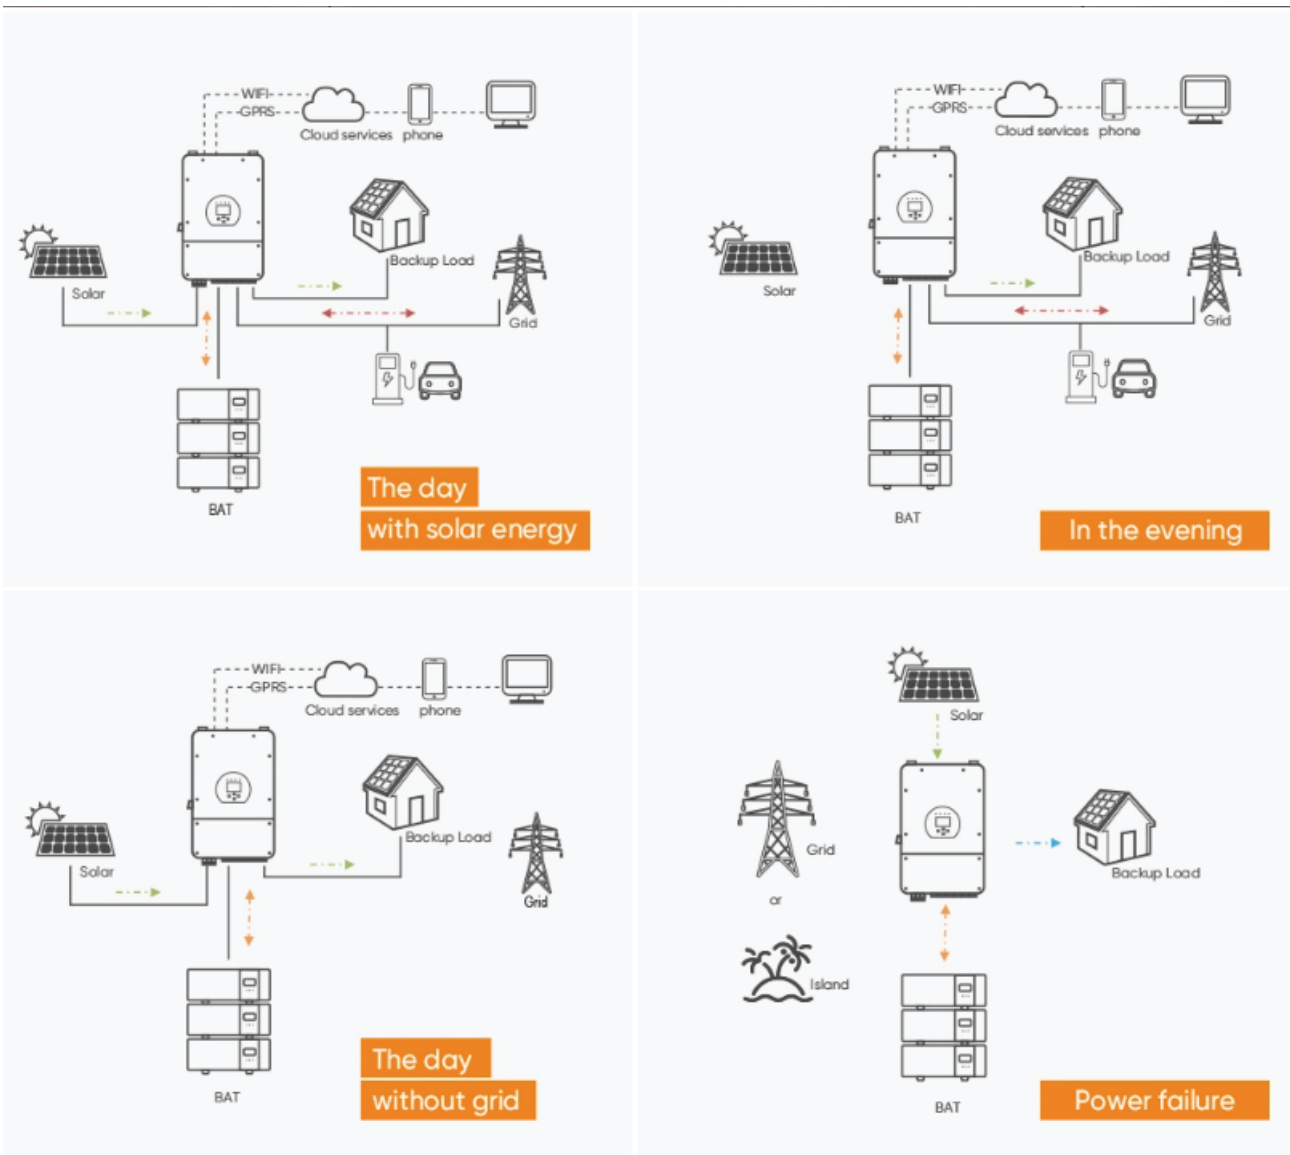 WIFI
GPRS
Cloud services phone
Backup Load
Solar
Grid
BAT
The day
with solar energy
WIFI
GPRS
Cloud services phone
Backup Load
Solar
Grid
BAT
In the evening
WIFI
GPRS
Cloud services phone
Backup Load
Solar
Grid
BAT
The day
without grid
Solar
Grid
or
Island
Backup Load
BAT
Power failure